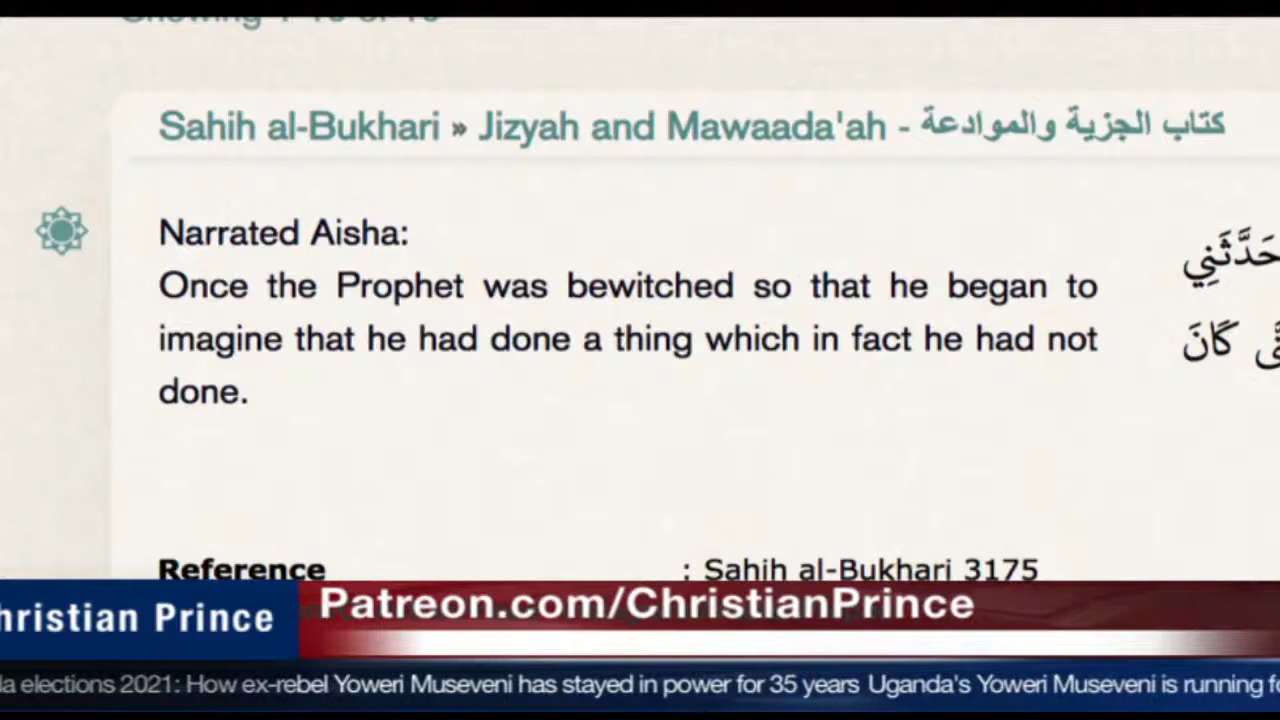 Sahih al-Bukhari » Jizyah and Mawaada'ah - كتاب الجزية والموادعة
Narrated Aisha:
حَدَّثَنِي
Once the Prophet was bewitched so that he began to
imagine that he had done a thing which in fact he had not
كَانَ
done.
Reference : Sahih al-Bukhari 3175
Christian Prince
Patreon.com/ChristianPrince
elections 2021: How ex-rebel Yoweri Museveni has stayed in power for 35 years Uganda's Yoweri Museveni is running